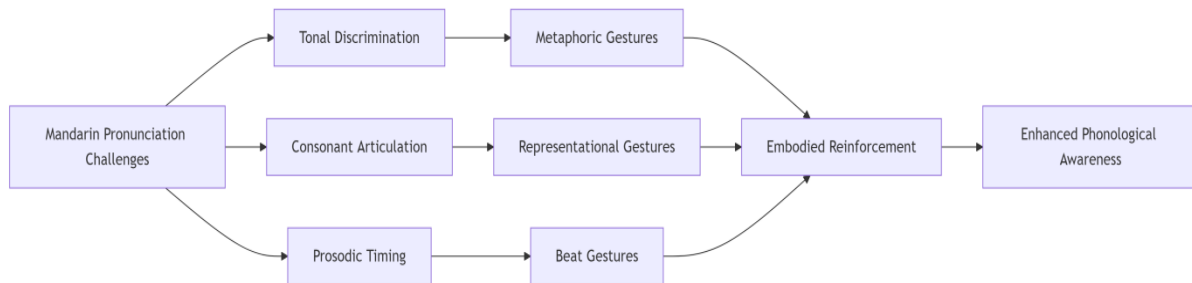 Tonal Discrimination
Metaphoric Gestures
Mandarin Pronunciation
Challenges
Consonant Articulation
Representational Gestures
Embodied Reinforcement
Enhanced Phonological
Awareness
Prosodic Timing
Beat Gestures